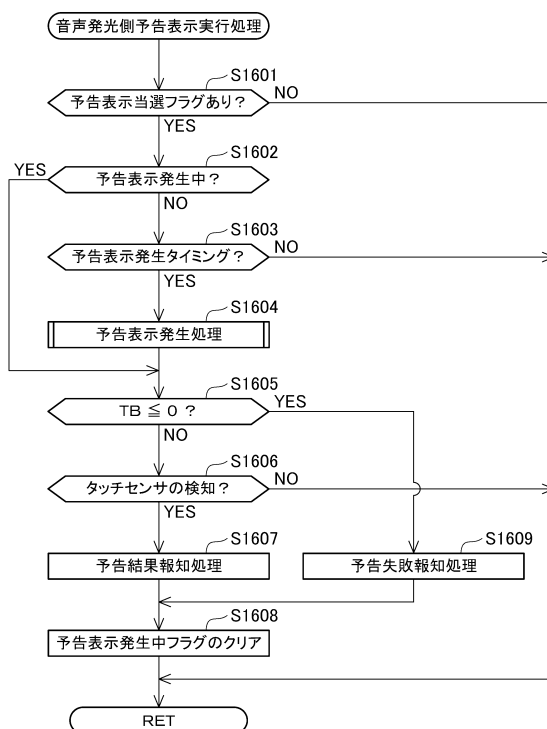 音声発光側予告表示実行処理
S1601
予告表示当選フラグあり？
NO
YES
S1602
YES
予告表示発生中？
NO
S1603
予告表示発生タイミング？
NO
YES
S1604
予告表示発生処理
S1605
TB ≦ 0 ？
YES
NO
S1606
タッチセンサの検知？
NO
YES
S1607
予告結果報知処理
S1609
予告失敗報知処理
S1608
予告表示発生中フラグのクリア
RET